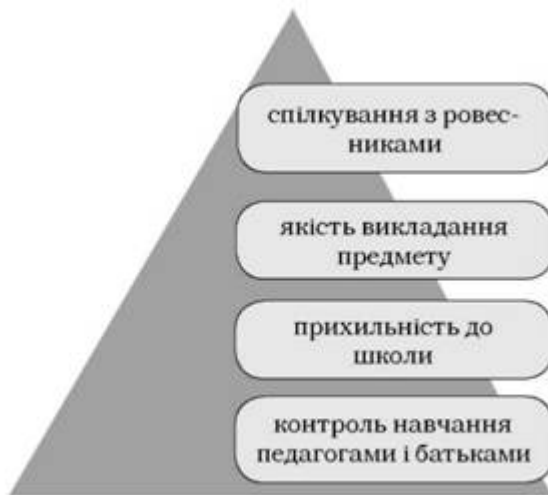 спілкування з ровес-
никами
якість викладання
предмету
прихильність до
школи
контроль навчання
педагогами і батьками